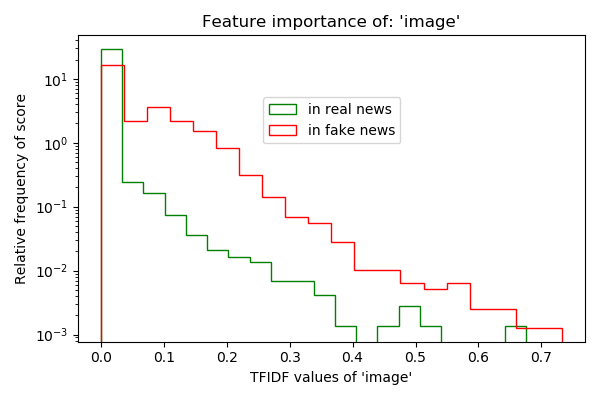 Feature importance of: 'image'
Relative frequency of score
10¹
10⁰
10⁻¹
10⁻²
10⁻³
in real news
in fake news
0.0 0.1 0.2 0.3 0.4 0.5 0.6 0.7
TFIDF values of 'image'